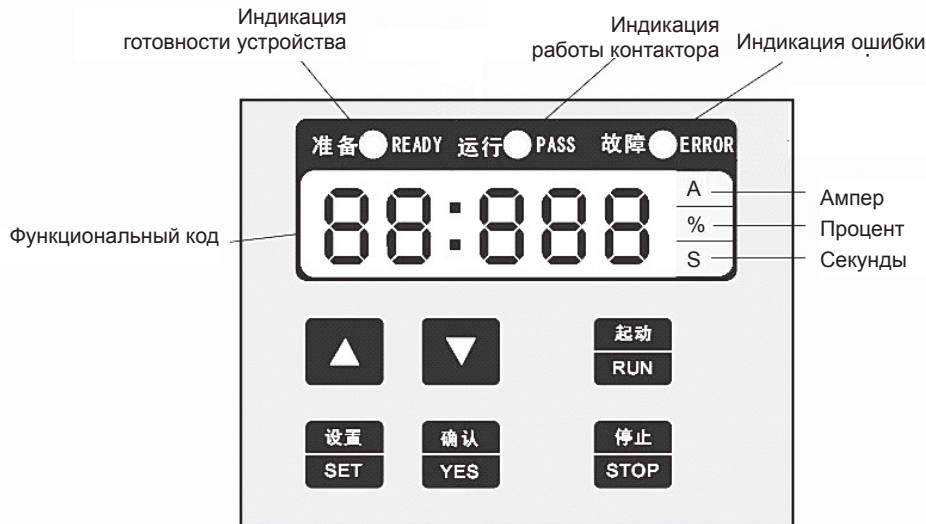 Индикация
готовности устройства
Индикация
работы контактора
Индикация ошибки
准备 READY 运行 PASS 故障 ERROR
88:888
A
%
S
Ампер
Процент
Секунды
Функциональный код
起动
RUN
设置
SET
确认
YES
停止
STOP